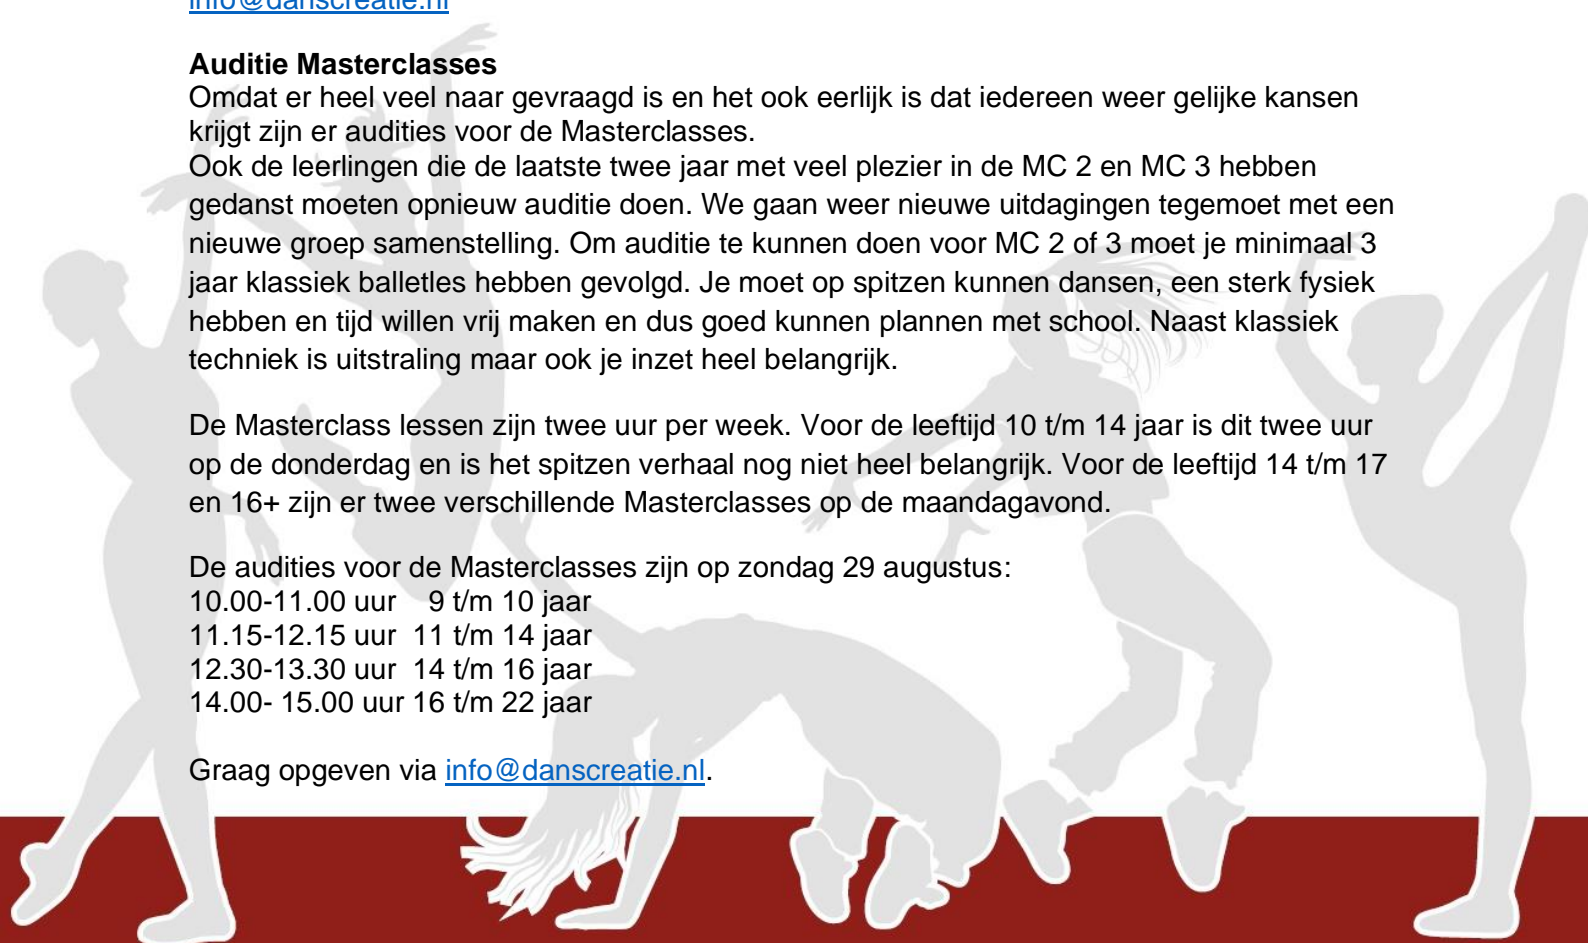 info@danscreatie.nl
Auditie Masterclasses
Omdat er heel veel naar gevraagd is en het ook eerlijk is dat iedereen weer gelijke kansen
krijgt zijn er audities voor de Masterclasses.
Ook de leerlingen die de laatste twee jaar met veel plezier in de MC 2 en MC 3 hebben
gedanst moeten opnieuw auditie doen. We gaan weer nieuwe uitdagingen tegemoet met een
nieuwe groep samenstelling. Om auditie te kunnen doen voor MC 2 of 3 moet je minimaal 3
jaar klassiek balletles hebben gevolgd. Je moet op spitzen kunnen dansen, een sterk fysiek
hebben en tijd willen vrij maken en dus goed kunnen plannen met school. Naast klassiek
techniek is uitstraling maar ook je inzet heel belangrijk.
De Masterclass lessen zijn twee uur per week. Voor de leeftijd 10 t/m 14 jaar is dit twee uur
op de donderdag en is het spitzen verhaal nog niet heel belangrijk. Voor de leeftijd 14 t/m 17
en 16+ zijn er twee verschillende Masterclasses op de maandagavond.
De audities voor de Masterclasses zijn op zondag 29 augustus:
10.00-11.00 uur 9 t/m 10 jaar
11.15-12.15 uur 11 t/m 14 jaar
12.30-13.30 uur 14 t/m 16 jaar
14.00- 15.00 uur 16 t/m 22 jaar
Graag opgeven via info@danscreatie.nl.